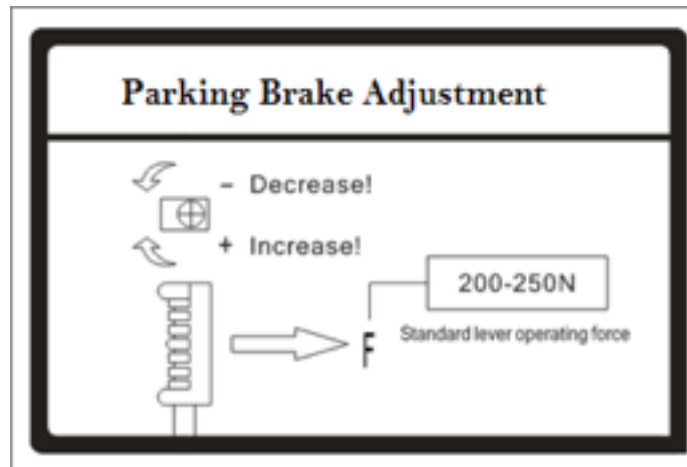 Parking Brake Adjustment
- Decrease!
+ Increase!
200-250N
F
Standard lever operating force